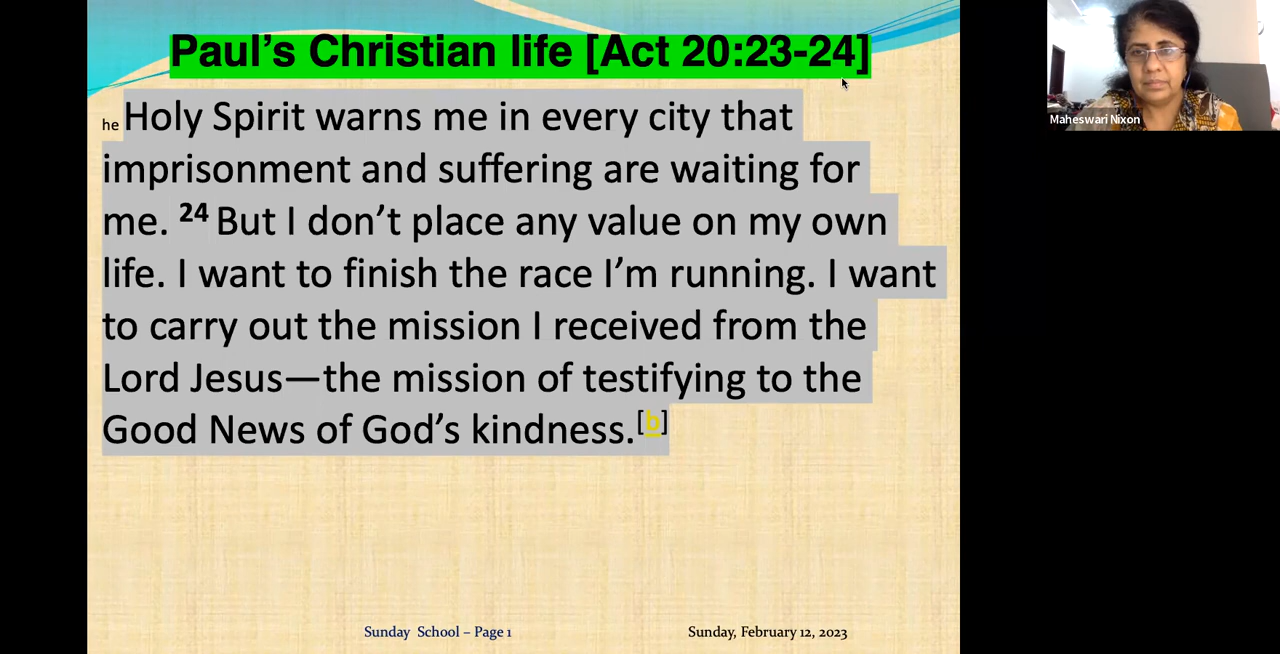 Paul’s Christian life [Act 20:23-24]
he Holy Spirit warns me in every city that
imprisonment and suffering are waiting for
me. 24 But I don’t place any value on my own
life. I want to finish the race I’m running. I want
to carry out the mission I received from the
Lord Jesus—the mission of testifying to the
Good News of God’s kindness.[b]
Sunday School – Page 1
Sunday, February 12, 2023
Maheswari Nixon